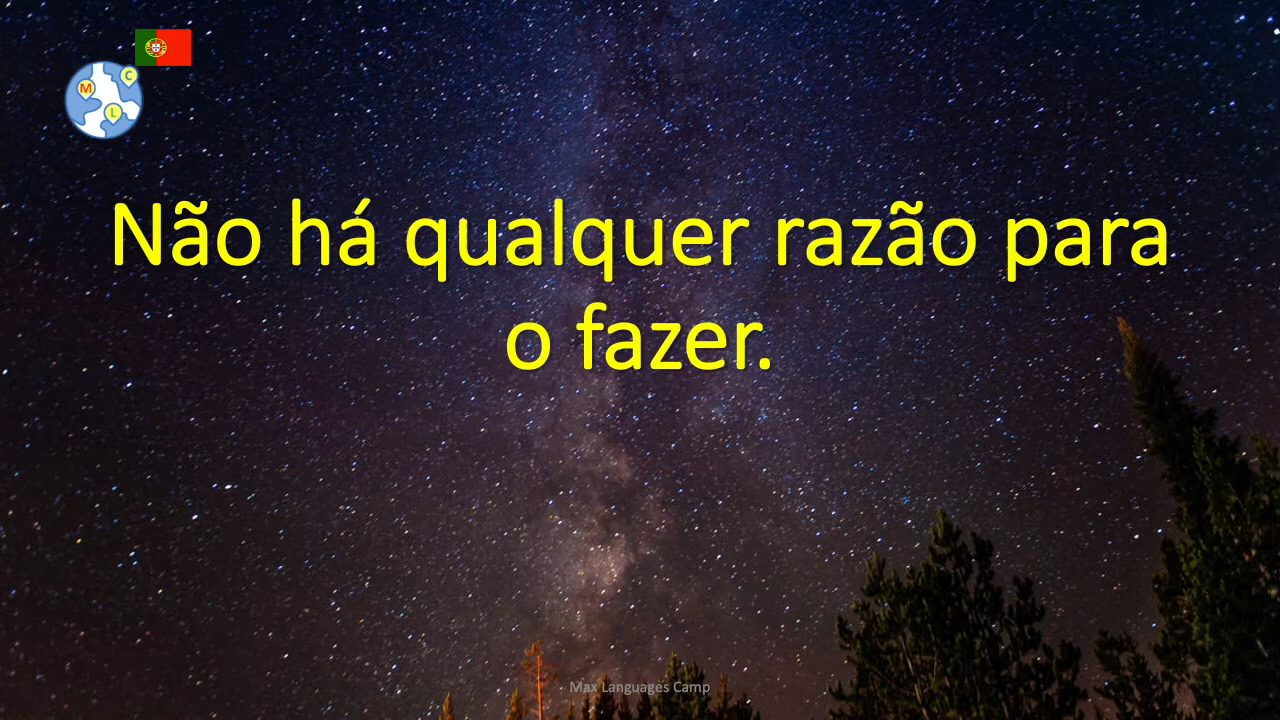 C
M
L
Não há qualquer razão para
o fazer.
Max Languages Camp